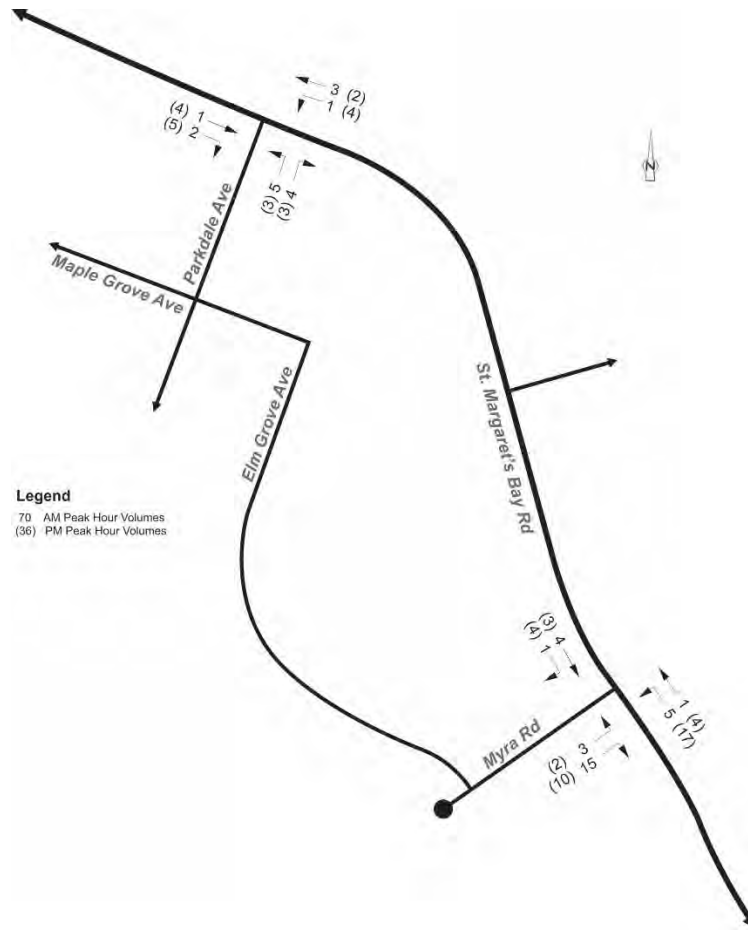 3 (2)
1 (4)
(4) 1
(5) 2
(3) 5
(3) 4
N
Parkdale Ave
Maple Grove Ave
Elm Grove Ave
St. Margaret's Bay Rd
Legend
70 AM Peak Hour Volumes
(36) PM Peak Hour Volumes
(3) 4
(4) 1
1 (4)
5 (17)
Myra Rd
(2) 3
(10) 15